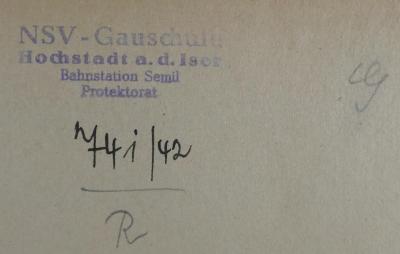 NSV-Gauschule
Hochstadt a.d. Iser
Bahnstation Semil
Protektorat
741/42
R